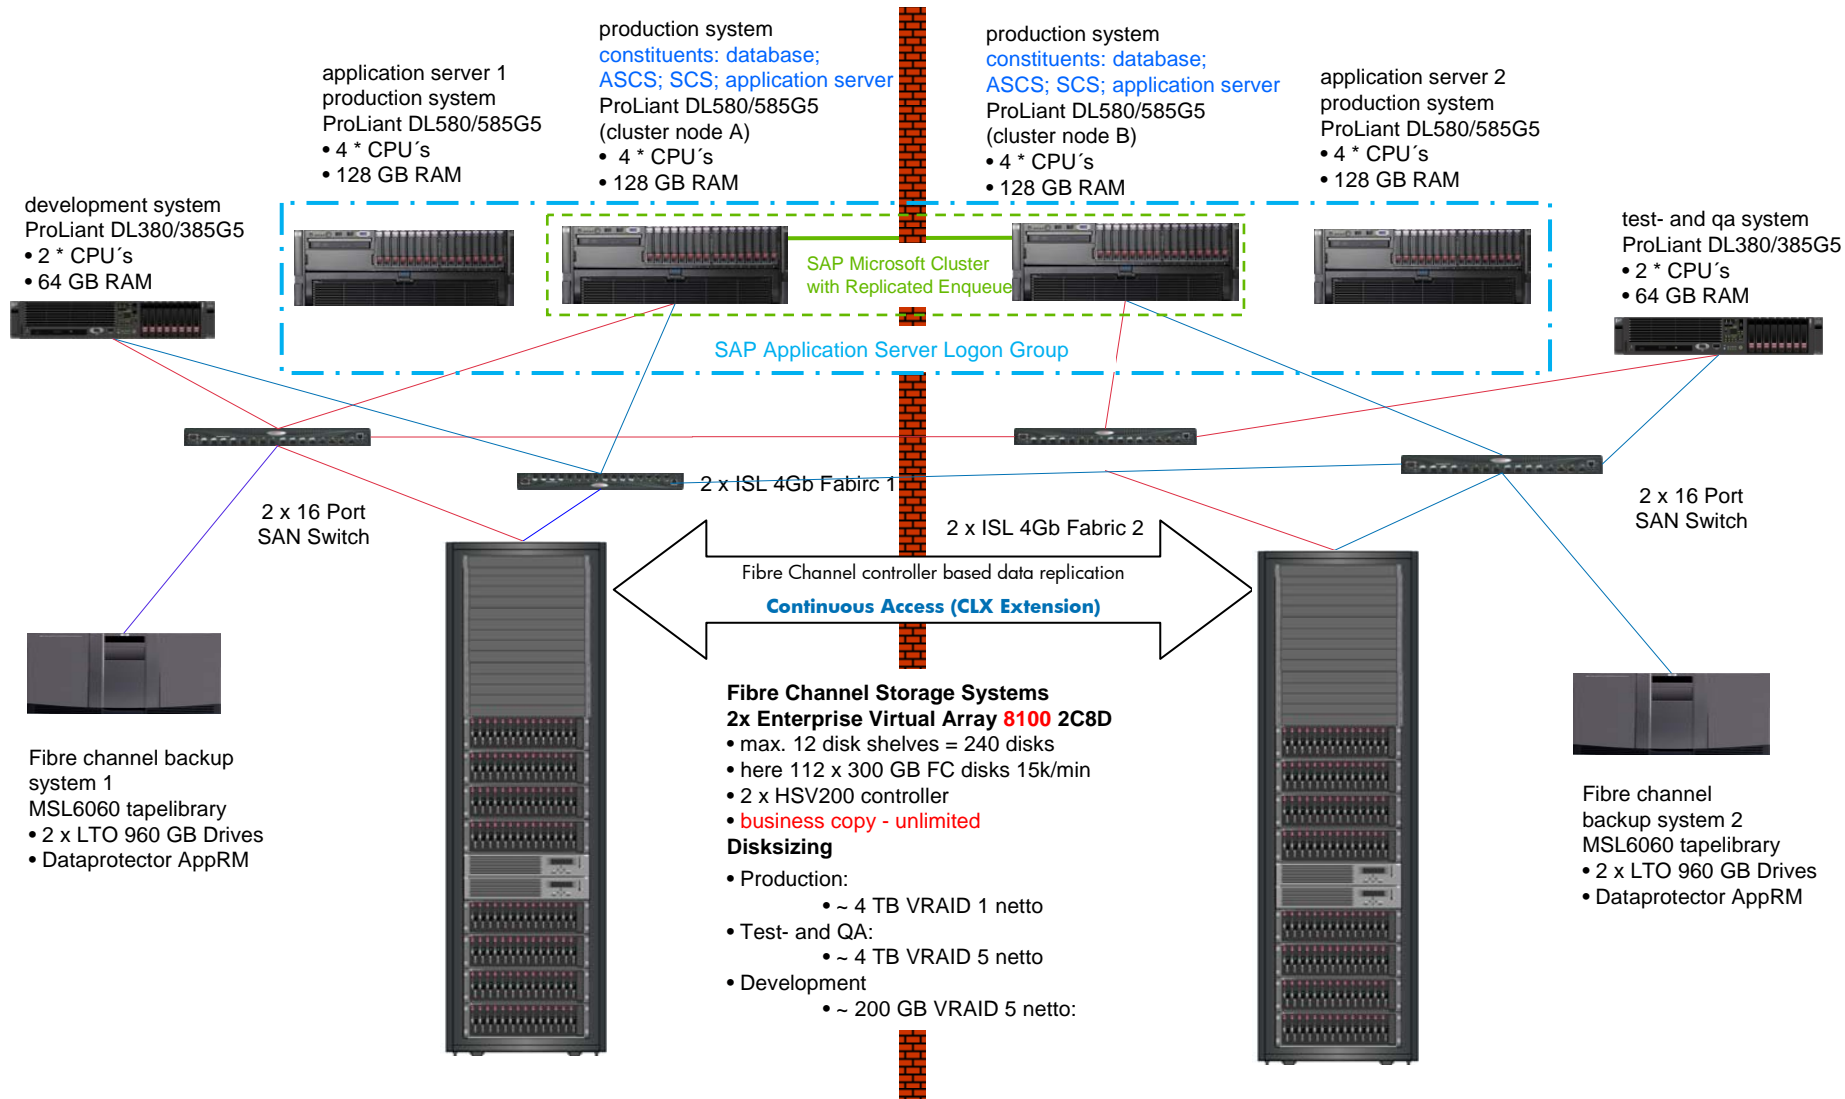 production system
constituents: database;
ASCS; SCS; application server
ProLiant DL580/585G5
(cluster node A)
• 4 * CPU´s
• 128 GB RAM
production system
constituents: database;
ASCS; SCS; application server
ProLiant DL580/585G5
(cluster node B)
• 4 * CPU´s
• 128 GB RAM
application server 1
production system
ProLiant DL580/585G5
• 4 * CPU´s
• 128 GB RAM
application server 2
production system
ProLiant DL580/585G5
• 4 * CPU´s
• 128 GB RAM
development system
ProLiant DL380/385G5
• 2 * CPU´s
• 64 GB RAM
test- and qa system
ProLiant DL380/385G5
• 2 * CPU´s
• 64 GB RAM
SAP Microsoft Cluster
with Replicated Enqueue
SAP Application Server Logon Group
2 x ISL 4Gb Fabirc 1
2 x 16 Port
SAN Switch
2 x ISL 4Gb Fabric 2
2 x 16 Port
SAN Switch
Fibre Channel controller based data replication
Continuous Access (CLX Extension)
Fibre Channel Storage Systems
2x Enterprise Virtual Array 8100 2C8D
• max. 12 disk shelves = 240 disks
• here 112 x 300 GB FC disks 15k/min
• 2 x HSV200 controller
• business copy - unlimited
Disksizing
• Production:
• ~ 4 TB VRAID 1 netto
• Test- and QA:
• ~ 4 TB VRAID 5 netto
• Development
• ~ 200 GB VRAID 5 netto:
Fibre channel backup
system 1
MSL6060 tapelibrary
• 2 x LTO 960 GB Drives
• Dataprotector AppRM
Fibre channel
backup system 2
MSL6060 tapelibrary
• 2 x LTO 960 GB Drives
• Dataprotector AppRM